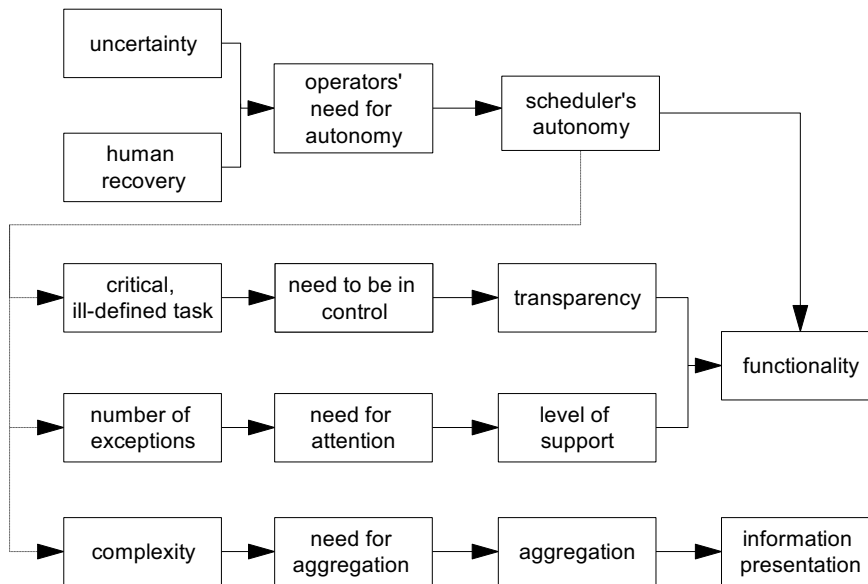 uncertainty
operators'
need for
autonomy
scheduler's
autonomy
human
recovery
critical,
ill-defined task
need to be in
control
transparency
functionality
number of
exceptions
need for
attention
level of
support
complexity
need for
aggregation
aggregation
information
presentation